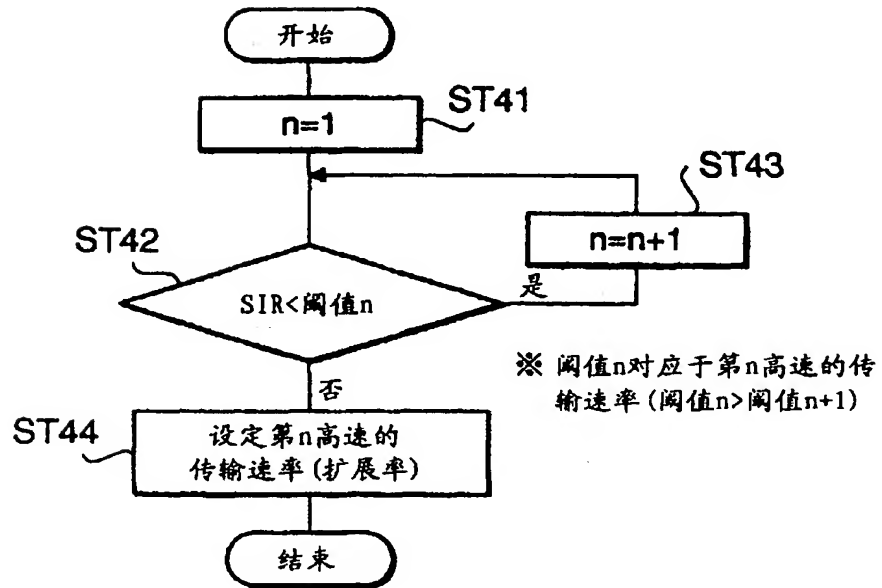 开始
ST41
n=1
ST43
n=n+1
ST42
SIR<阈值n
是
※ 阈值n对应于第n高速的传
输速率(阈值n>阈值n+1)
否
ST44
设定第n高速的
传输速率(扩展率)
结束